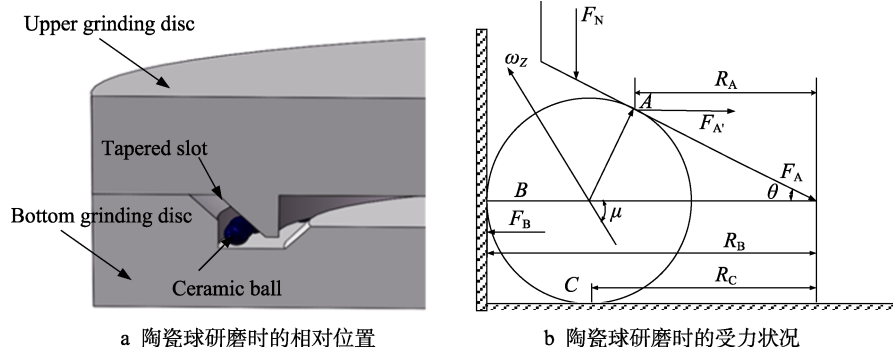 Upper grinding disc
Tapered slot
Bottom grinding disc
Ceramic ball
a 陶瓷球研磨时的相对位置
F_N
ω_Z
R_A
A
F_A'
F_A
B
θ
μ
F_B
R_B
R_C
C
b 陶瓷球研磨时的受力状况